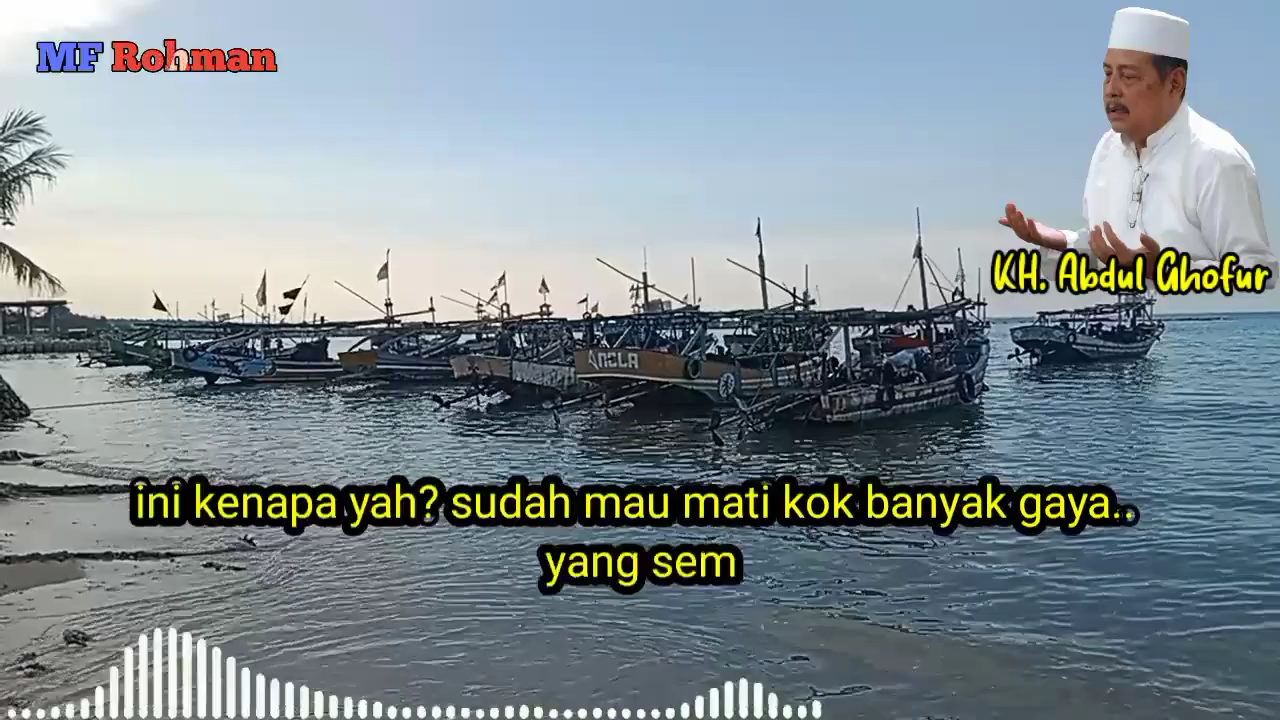 MF Rohman
KH. Abdul Ghofur
ini kenapa yah? sudah mau mati kok banyak gaya..
yang sem